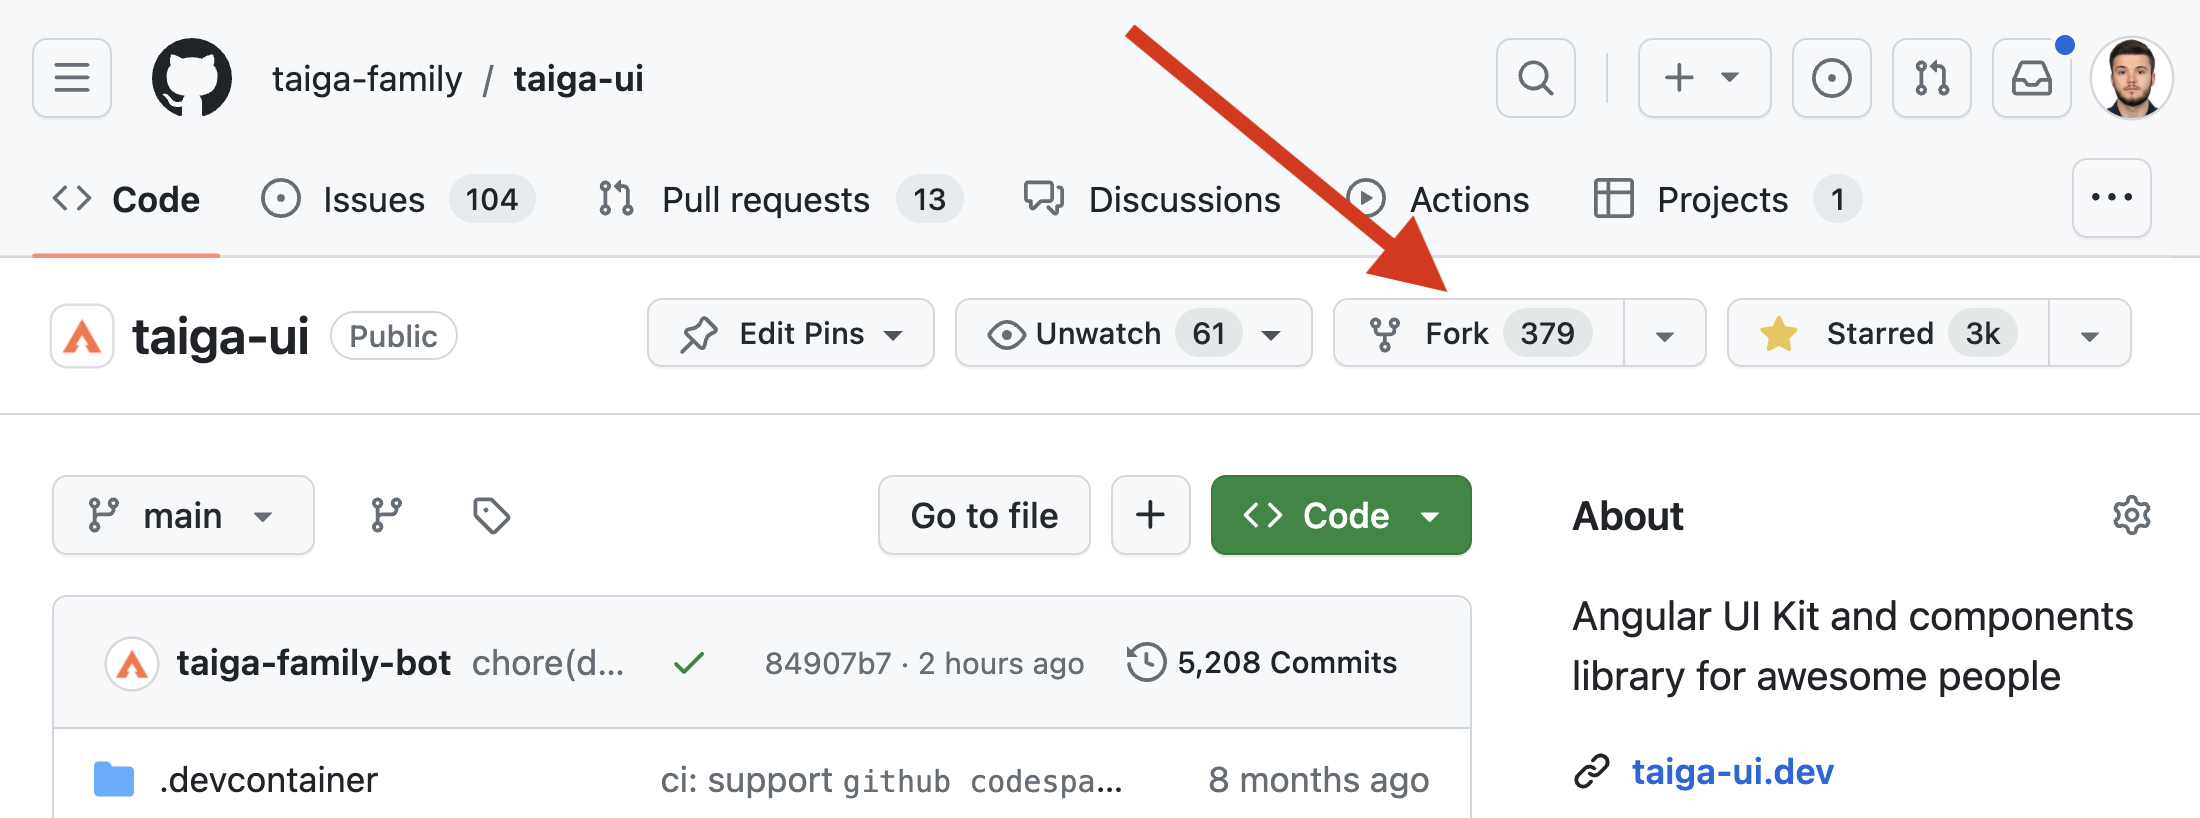 taiga-family / taiga-ui
Code Issues 104 Pull requests 13 Discussions Actions Projects 1
taiga-ui Public Edit Pins Unwatch 61 Fork 379 Starred 3k
main Go to file Code About
Angular UI Kit and components
library for awesome people
taiga-family-bot chore(d... 84907b7 · 2 hours ago 5,208 Commits
.devcontainer ci: support github codespa... 8 months ago
taiga-ui.dev